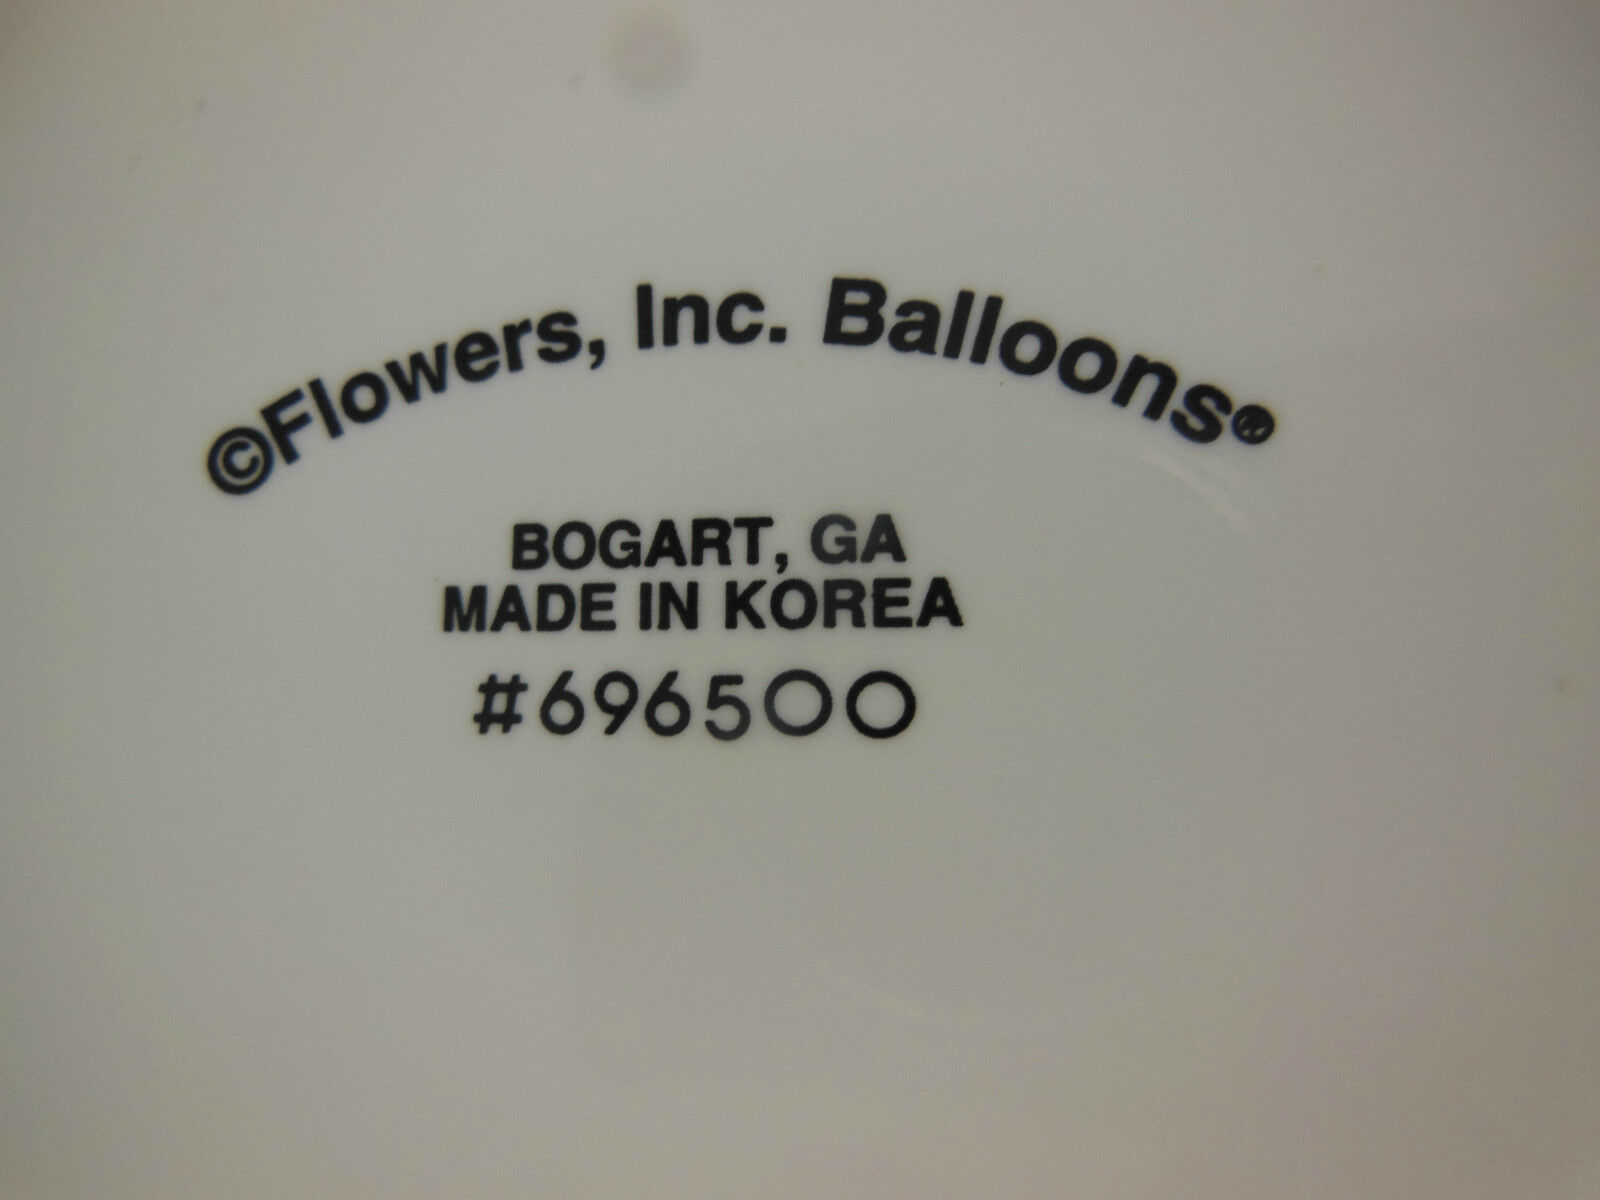 ©Flowers, Inc. Balloons®
BOGART, GA
MADE IN KOREA
#696500